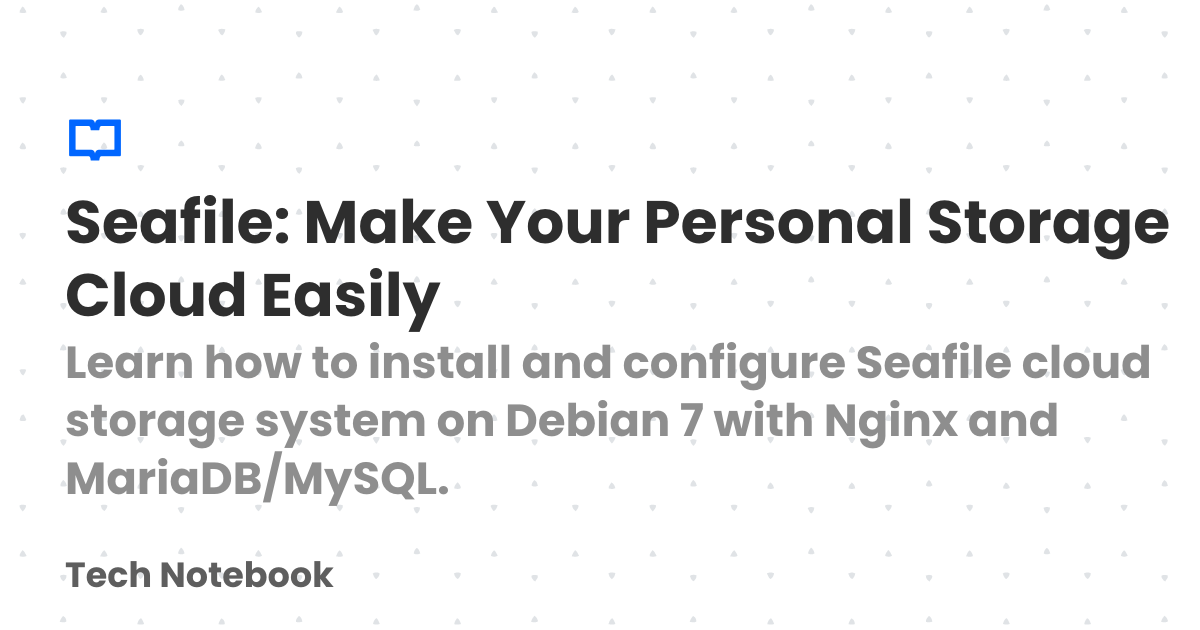 Seafile: Make Your Personal Storage
Cloud Easily
Learn how to install and configure Seafile cloud
storage system on Debian 7 with Nginx and
MariaDB/MySQL.
Tech Notebook